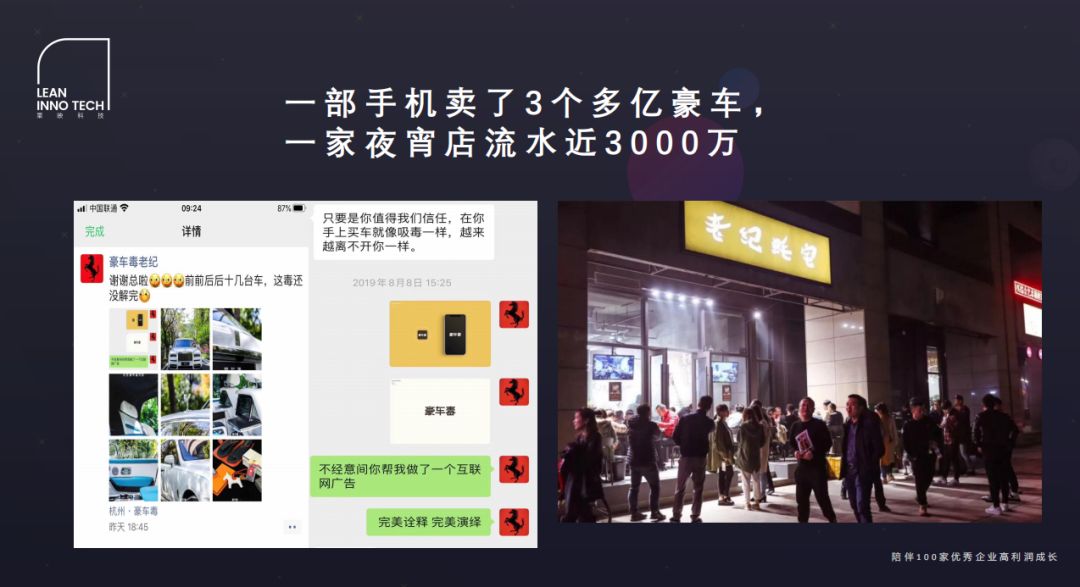 LEAN
INNO TECH
一部手机卖了3个多亿豪车，
一家夜宵店流水近3000万
中国联通
09:24
87%
完成
详情
豪车毒老纪
谢谢总啦前前后后十几台车，这毒还
没解完
杭州·豪车毒
昨天 18:45
只要是你值得我们信任，在你
手上买车就像吸毒一样，越来
越离不开你一样。
2019年8月8日 15:25
豪车毒
豪车毒
不经意间你帮我做了一个互联
网广告
完美诠释 完美演绎
老纪蚝宅
陪伴100家优秀企业高利润成长